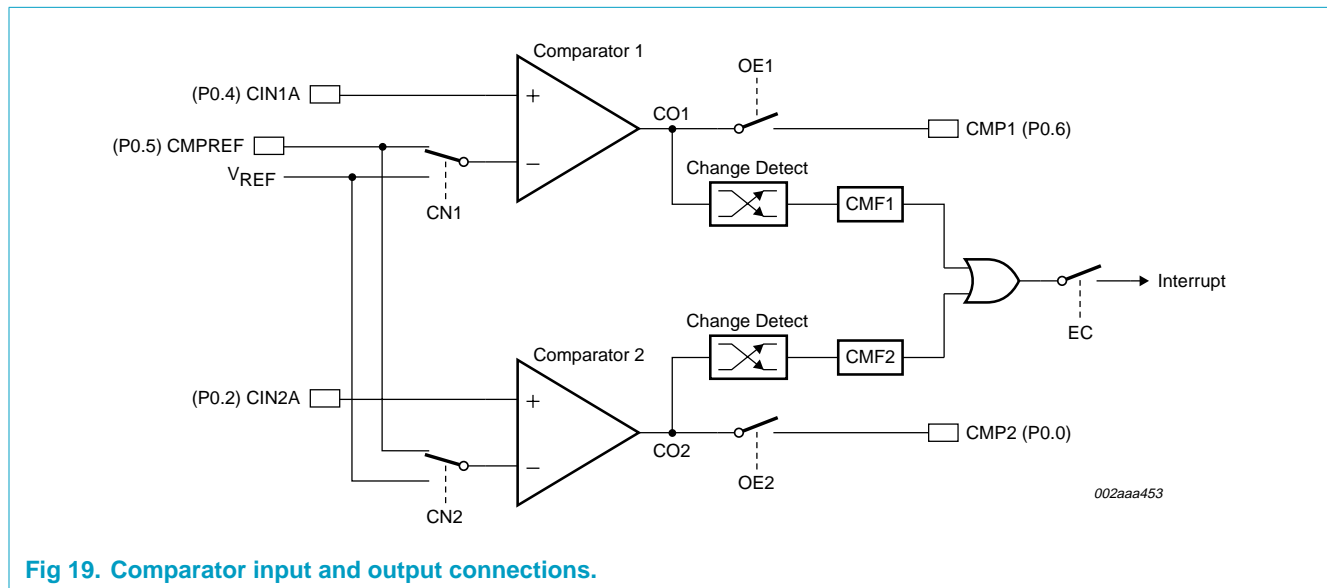 Comparator 1
OE1
(P0.4) CIN1A
+
CO1
CMP1 (P0.6)
(P0.5) CMPREF
−
Change Detect
VREF
CN1
CMF1
Interrupt
Change Detect
EC
Comparator 2
CMF2
(P0.2) CIN2A
+
CO2
CMP2 (P0.0)
−
OE2
CN2
002aaa453
Fig 19. Comparator input and output connections.